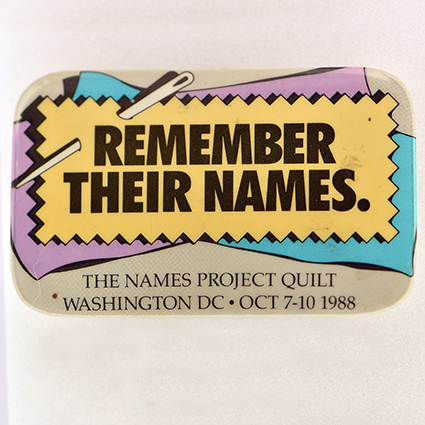 REMEMBER
THEIR NAMES.
THE NAMES PROJECT QUILT
WASHINGTON DC • OCT 7-10 1988